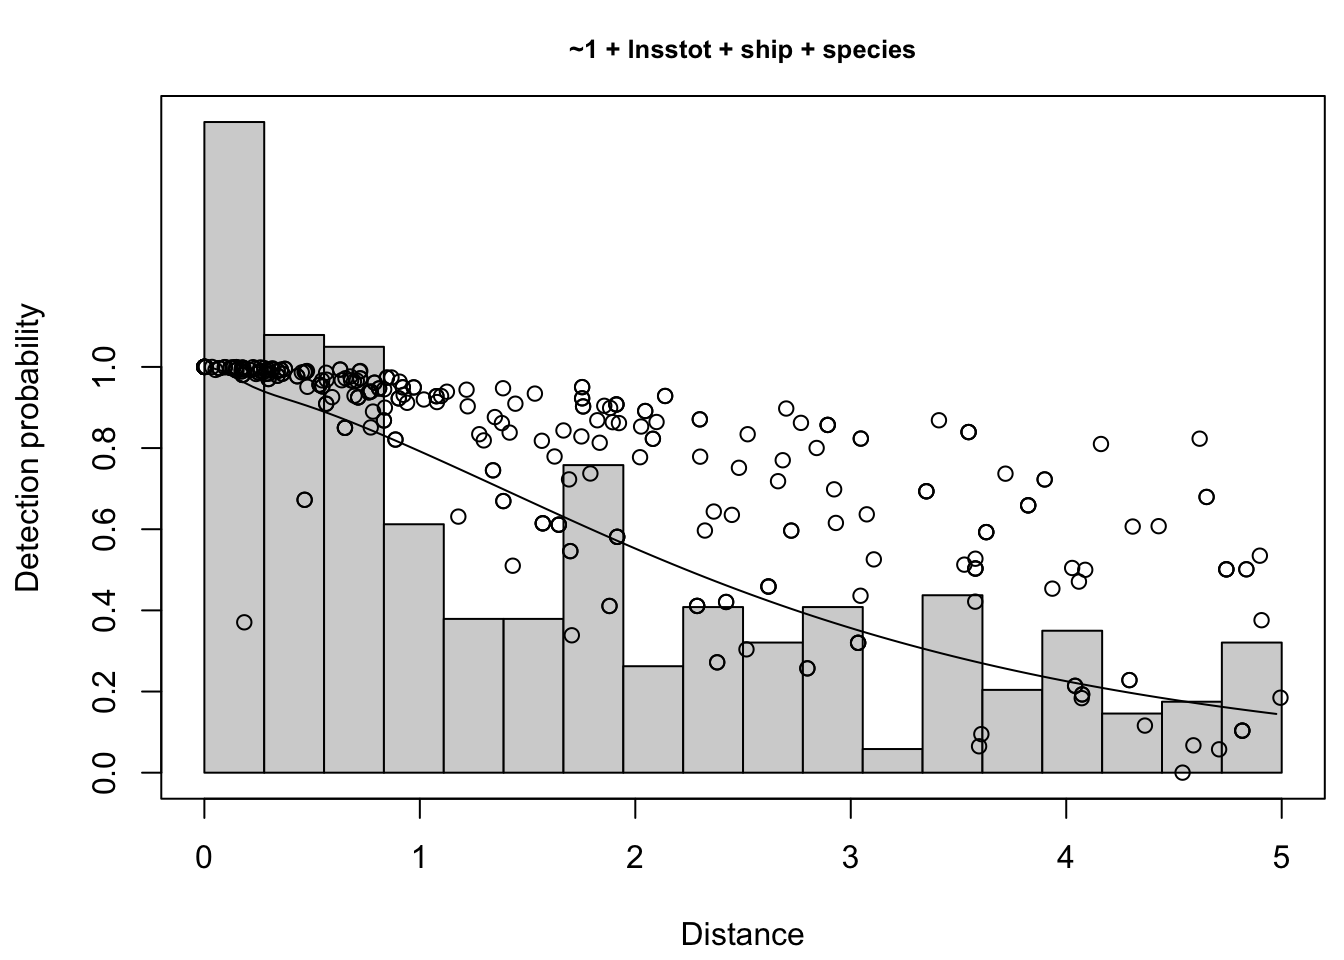 ~1 + lnsstot + ship + species
Detection probability
1.0
0.8
0.6
0.4
0.2
0.0
0 1 2 3 4 5
Distance